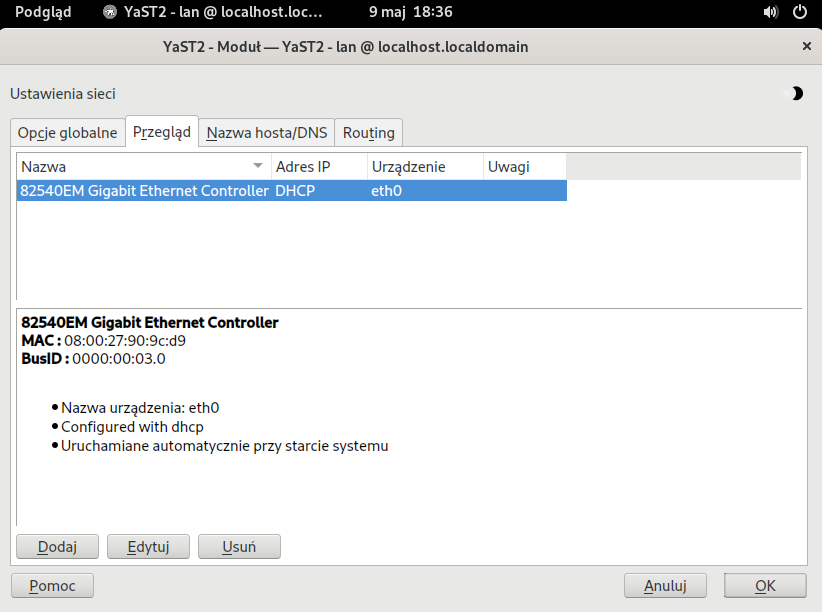 Podgląd YaST2 - lan @ localhost.loc... 9 maj 18:36
YaST2 - Moduł — YaST2 - lan @ localhost.localdomain ×
Ustawienia sieci
Opcje globalne Przegląd Nazwa hosta/DNS Routing
Nazwa Adres IP Urządzenie Uwagi
82540EM Gigabit Ethernet Controller DHCP eth0
82540EM Gigabit Ethernet Controller
MAC : 08:00:27:90:9c:d9
BusID : 0000:00:03.0
• Nazwa urządzenia: eth0
• Configured with dhcp
• Uruchamiane automatycznie przy starcie systemu
Dodaj Edytuj Usuń
Pomoc Anuluj OK